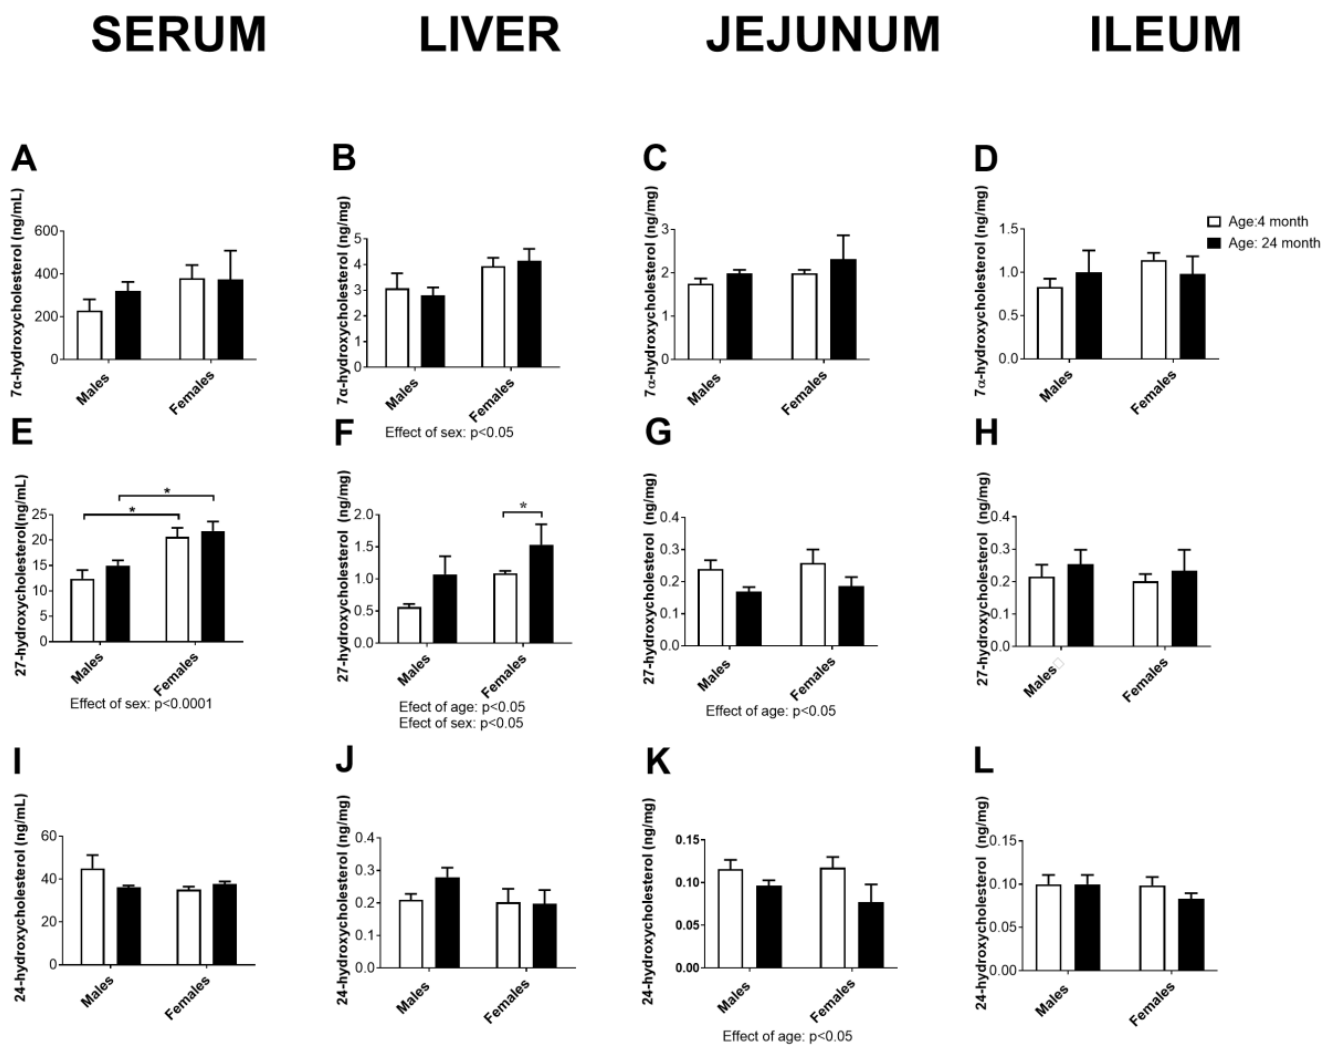 SERUM LIVER JEJUNUM ILEUM
A B C D
7α-hydroxycholesterol (ng/mL)
600
400
200
0
Males
Females
7α-hydroxycholesterol (ng/mg)
5
4
3
2
1
0
Males
Females
Effect of sex: p<0.05
7α-hydroxycholesterol (ng/mg)
3
2
1
0
Males
Females
7α-hydroxycholesterol (ng/mg)
1.5
1.0
0.5
0.0
Males
Females
Age:4 month
Age: 24 month
E F G H
27-hydroxycholesterol(ng/mL)
25
20
15
10
5
0
*
*
Males
Females
Effect of sex: p<0.0001
27-hydroxycholesterol (ng/mg)
2.0
1.5
1.0
0.5
0.0
*
Males
Females
Efect of age: p<0.05
Efect of sex: p<0.05
27-hydroxycholesterol (ng/mg)
0.4
0.3
0.2
0.1
0.0
Males
Females
Effect of age: p<0.05
27-hydroxycholesterol (ng/mg)
0.4
0.3
0.2
0.1
0.0
Males
Females
I J K L
24-hydroxycholesterol (ng/mL)
60
40
20
0
Males
Females
24-hydroxycholesterol (ng/mg)
0.4
0.3
0.2
0.1
0.0
Males
Females
24-hydroxycholesterol (ng/mg)
0.15
0.10
0.05
0.00
Males
Females
Effect of age: p<0.05
24-hydroxycholesterol (ng/mg)
0.15
0.10
0.05
0.00
Males
Females